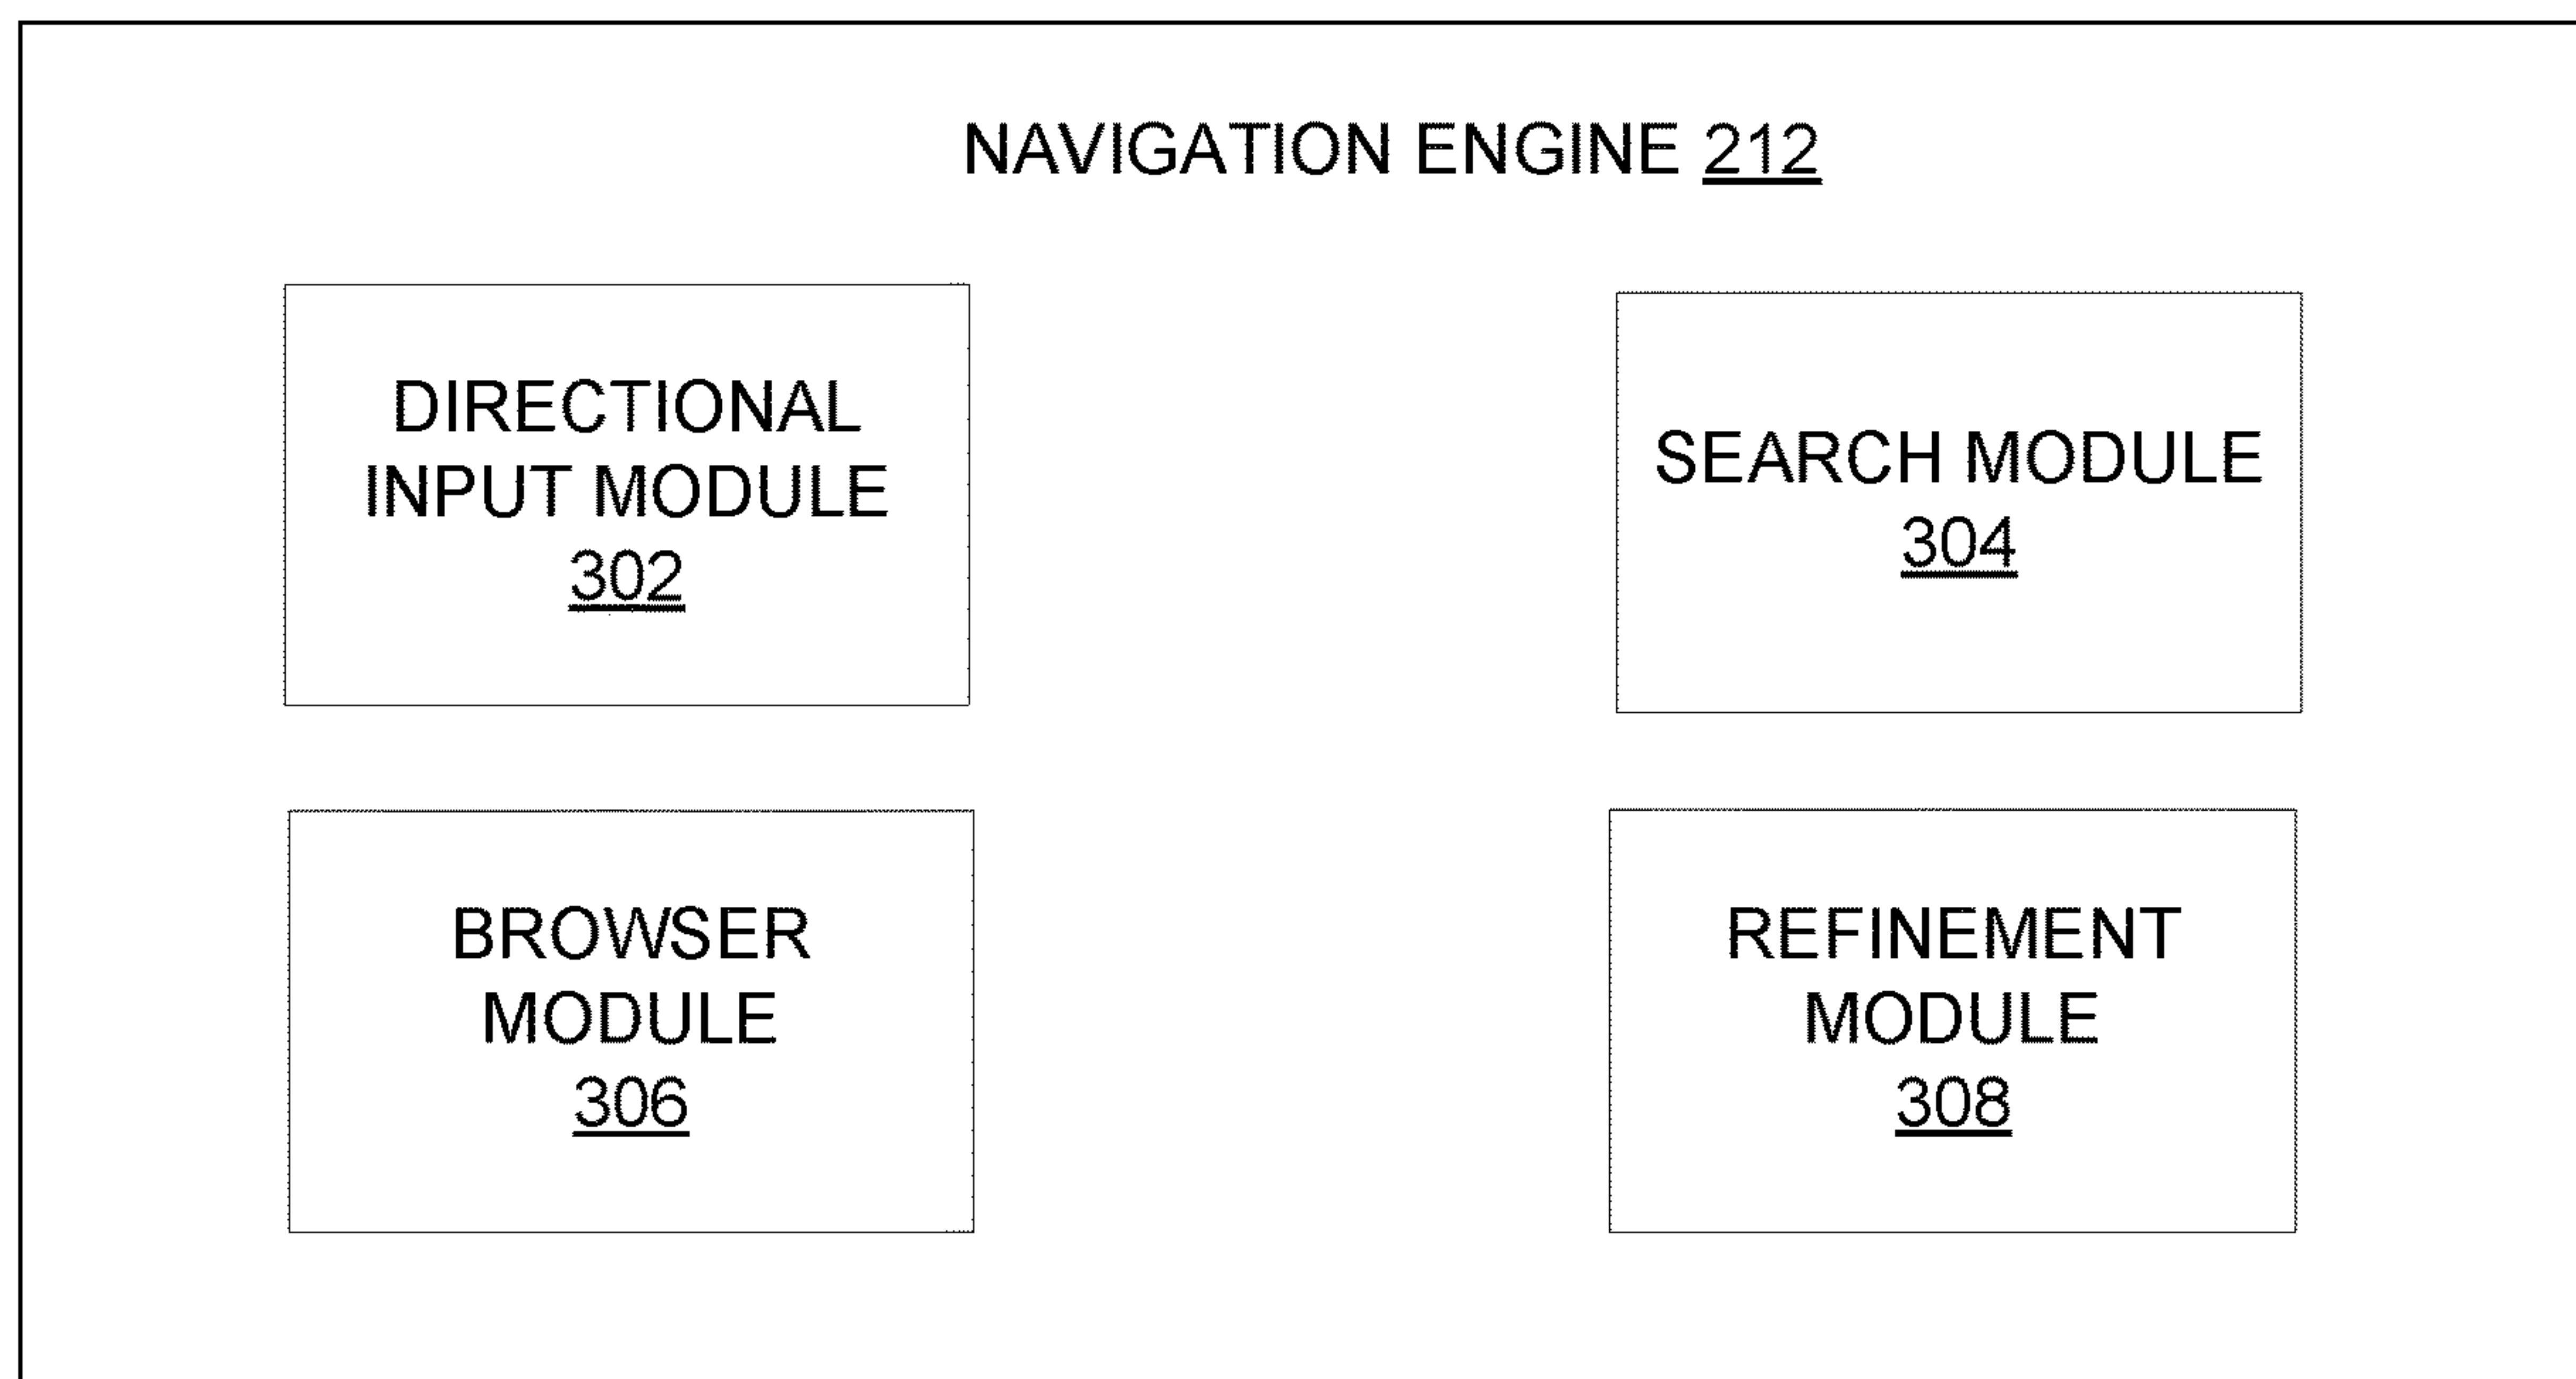 NAVIGATION ENGINE 212
DIRECTIONAL
INPUT MODULE
302
SEARCH MODULE
304
BROWSER
MODULE
306
REFINEMENT
MODULE
308